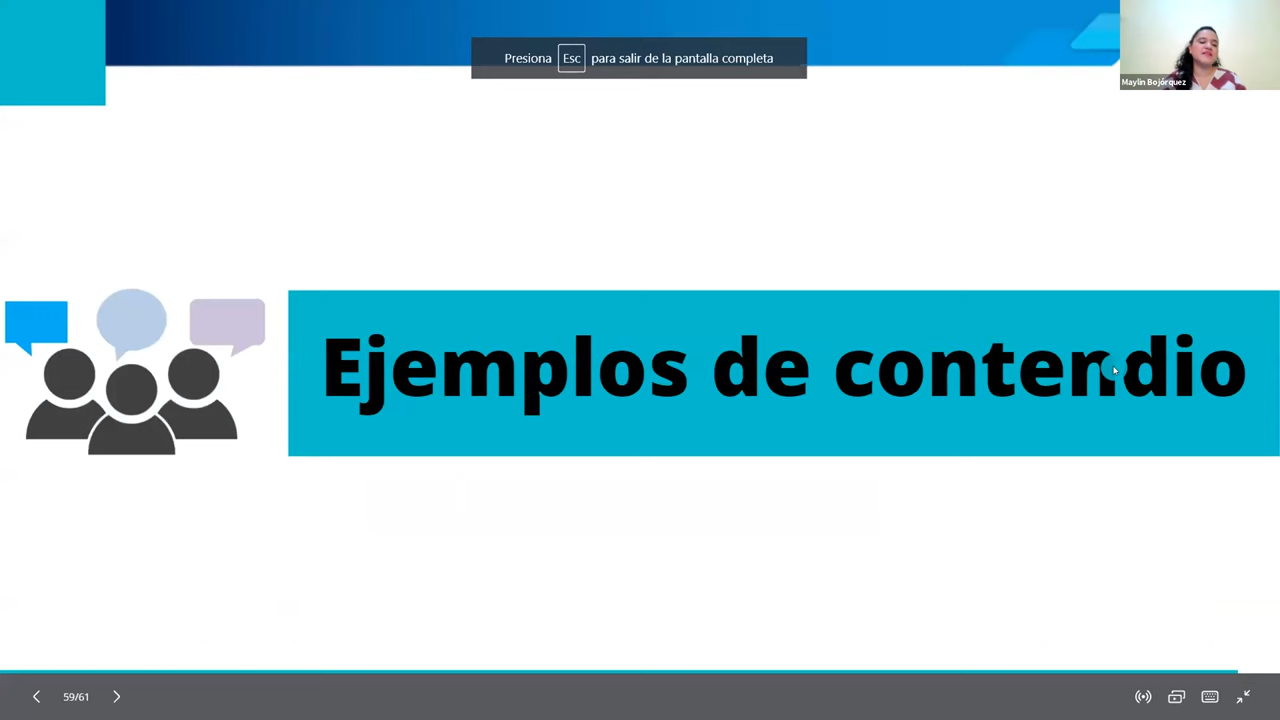 Presiona Esc para salir de la pantalla completa
Maylin Bojórquez
Ejemplos de contendio
59/61